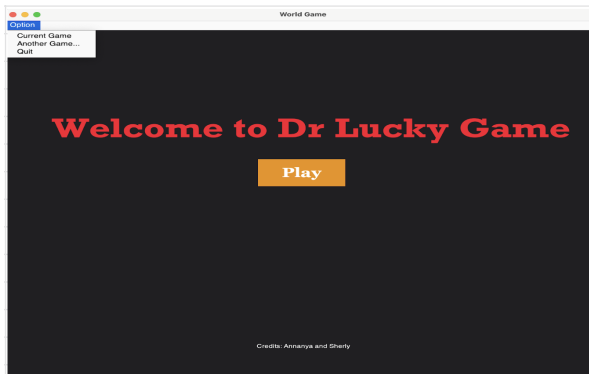 World Game
Option
Current Game
Another Game...
Quit
Welcome to Dr Lucky Game
Play
Credits: Annanya and Sherly